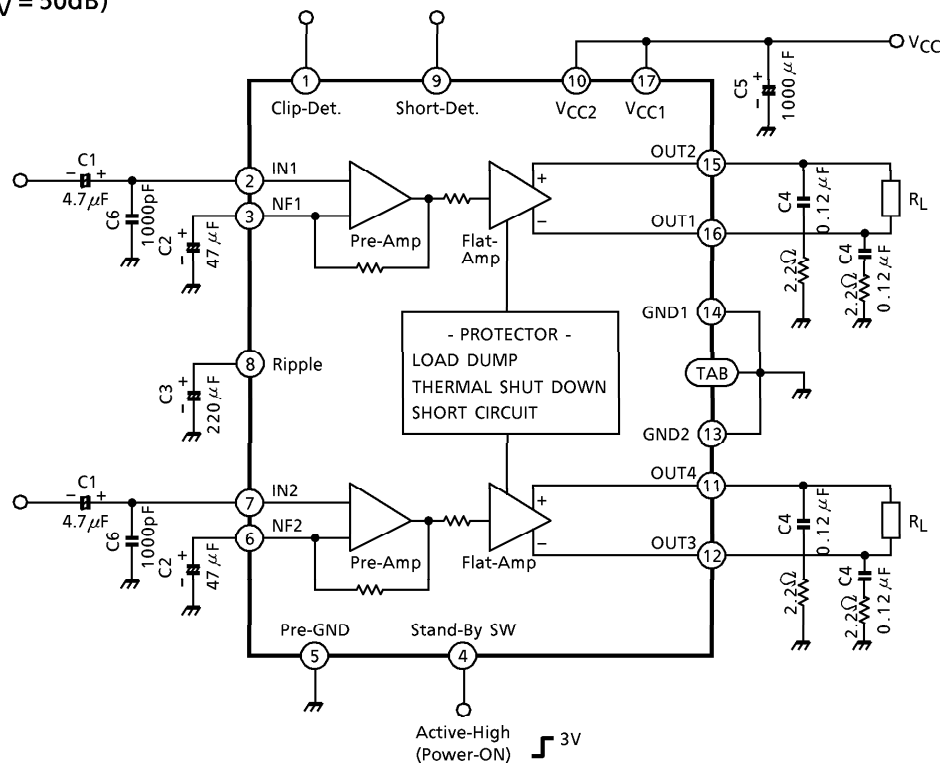 V = 50dB)
VCC
1
9
10
17
Clip-Det.
Short-Det.
VCC2
VCC1
C5
+
-
1000μF
C1
- +
4.7μF
C6
1000pF
2
IN1
3
NF1
C2
+
-
47μF
Pre-Amp
+
-
Flat-
Amp
OUT2
15
OUT1
16
C4
0.12μF
2.2Ω
C4
0.12μF
2.2Ω
RL
8
Ripple
C3
+
-
220μF
- PROTECTOR -
LOAD DUMP
THERMAL SHUT DOWN
SHORT CIRCUIT
GND1
14
TAB
GND2
13
C1
- +
4.7μF
C6
1000pF
7
IN2
6
NF2
C2
+
-
47μF
Pre-Amp
+
-
Flat-Amp
OUT4
11
OUT3
12
C4
0.12μF
2.2Ω
C4
0.12μF
2.2Ω
RL
Pre-GND
5
Stand-By SW
4
Active-High
(Power-ON)
3V